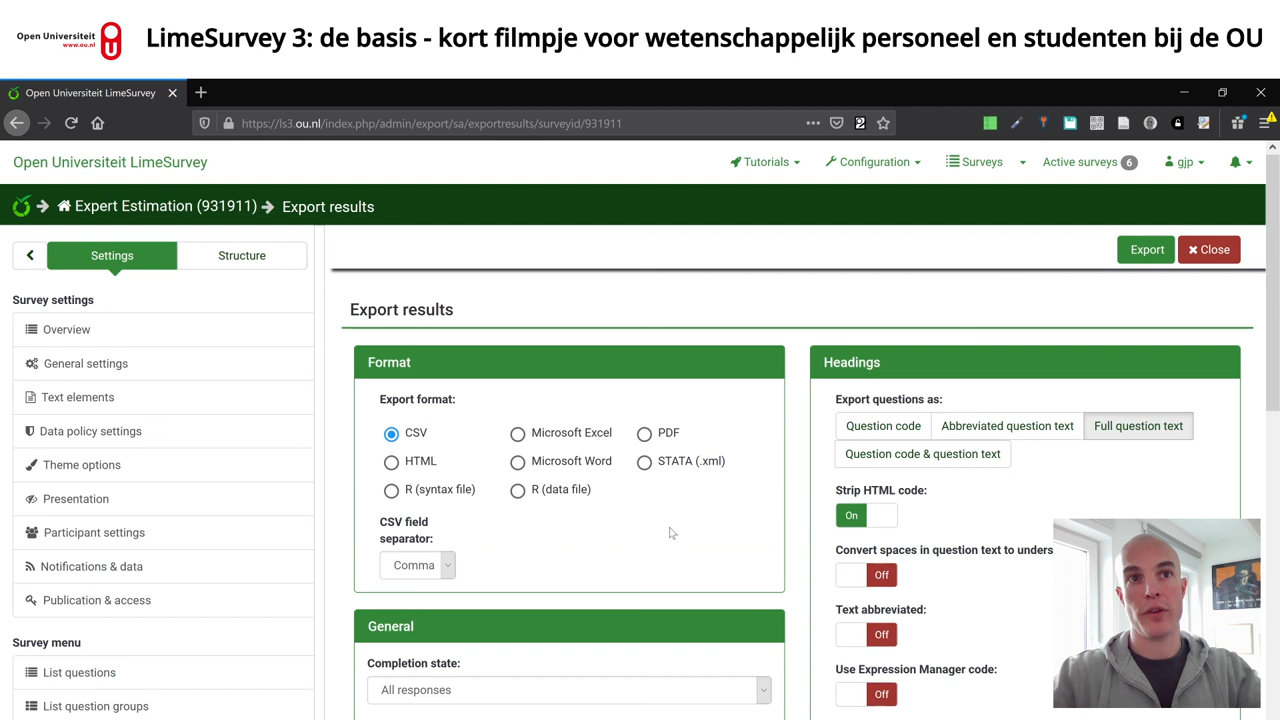 Open Universiteit
www.ou.nl
LimeSurvey 3: de basis - kort filmpje voor wetenschappelijk personeel en studenten bij de OU
Open Universiteit LimeSurvey
https://ls3.ou.nl/index.php/admin/export/sa/exportresults/surveyid/931911
Open Universiteit LimeSurvey
Tutorials
Configuration
Surveys
Active surveys 6
gjp
Expert Estimation (931911)
Export results
Settings
Structure
Export
Close
Survey settings
Overview
General settings
Text elements
Data policy settings
Theme options
Presentation
Participant settings
Notifications & data
Publication & access
Survey menu
List questions
List question groups
Export results
Format
Export format:
CSV
Microsoft Excel
PDF
HTML
Microsoft Word
STATA (.xml)
R (syntax file)
R (data file)
CSV field
separator:
Comma
General
Completion state:
All responses
Headings
Export questions as:
Question code
Abbreviated question text
Full question text
Question code & question text
Strip HTML code:
On
Convert spaces in question text to unders
Off
Text abbreviated:
Off
Use Expression Manager code:
Off